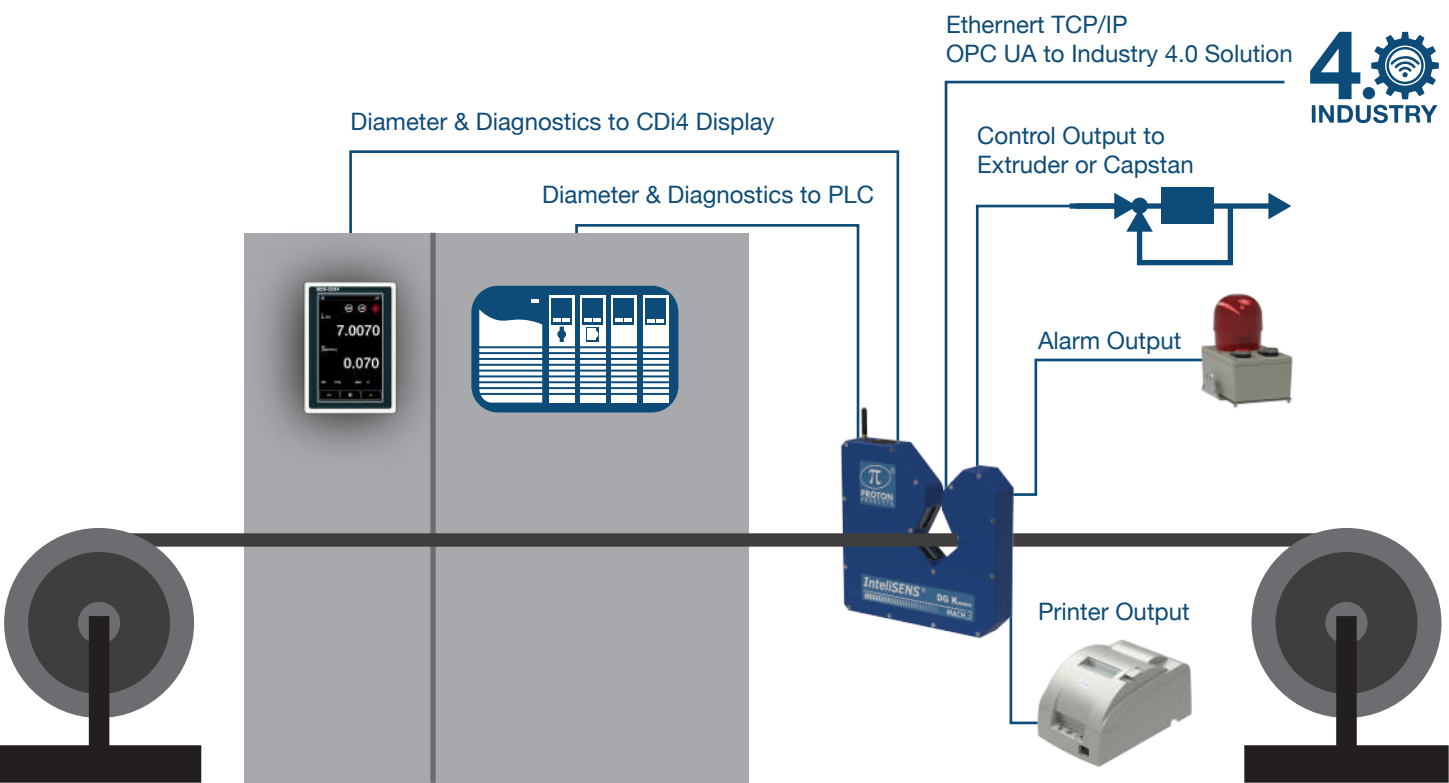 Ethernert TCP/IP
OPC UA to Industry 4.0 Solution
4.0
INDUSTRY
Diameter & Diagnostics to CDi4 Display
Control Output to
Extruder or Capstan
Diameter & Diagnostics to PLC
7.0070
0.070
Alarm Output
π
PROTON
PRODUCTS
InteliSENS®
DG K
MACH 3
Printer Output